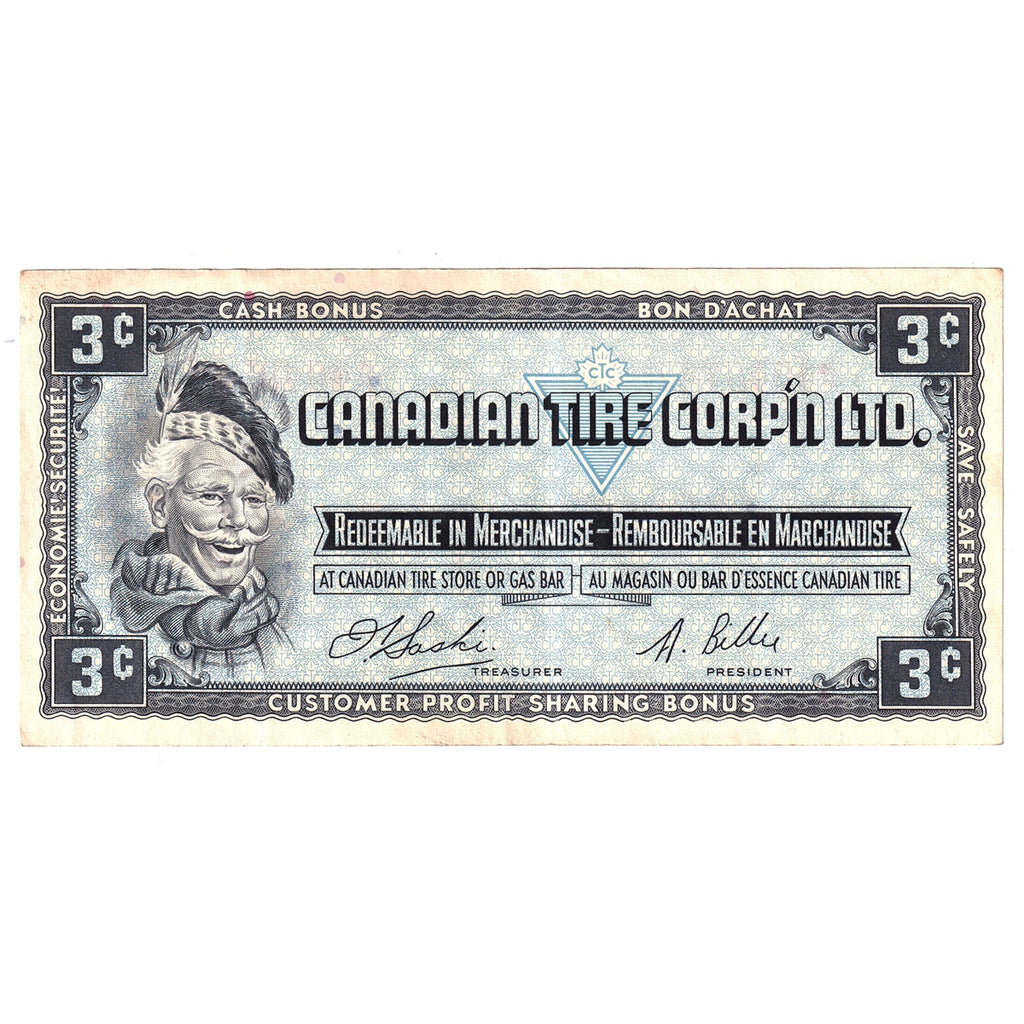 CASH BONUS BON D'ACHAT
3¢ 3¢
CTC
CANADIAN TIRE CORP'N LTD.
ECONOMIE! SÉCURITÉ!
SAVE SAFELY
REDEEMABLE IN MERCHANDISE – REMBOURSABLE EN MARCHANDISE
AT CANADIAN TIRE STORE OR GAS BAR AU MAGASIN OU BAR D'ESSENCE CANADIAN TIRE
TREASURER PRESIDENT
3¢ 3¢
CUSTOMER PROFIT SHARING BONUS